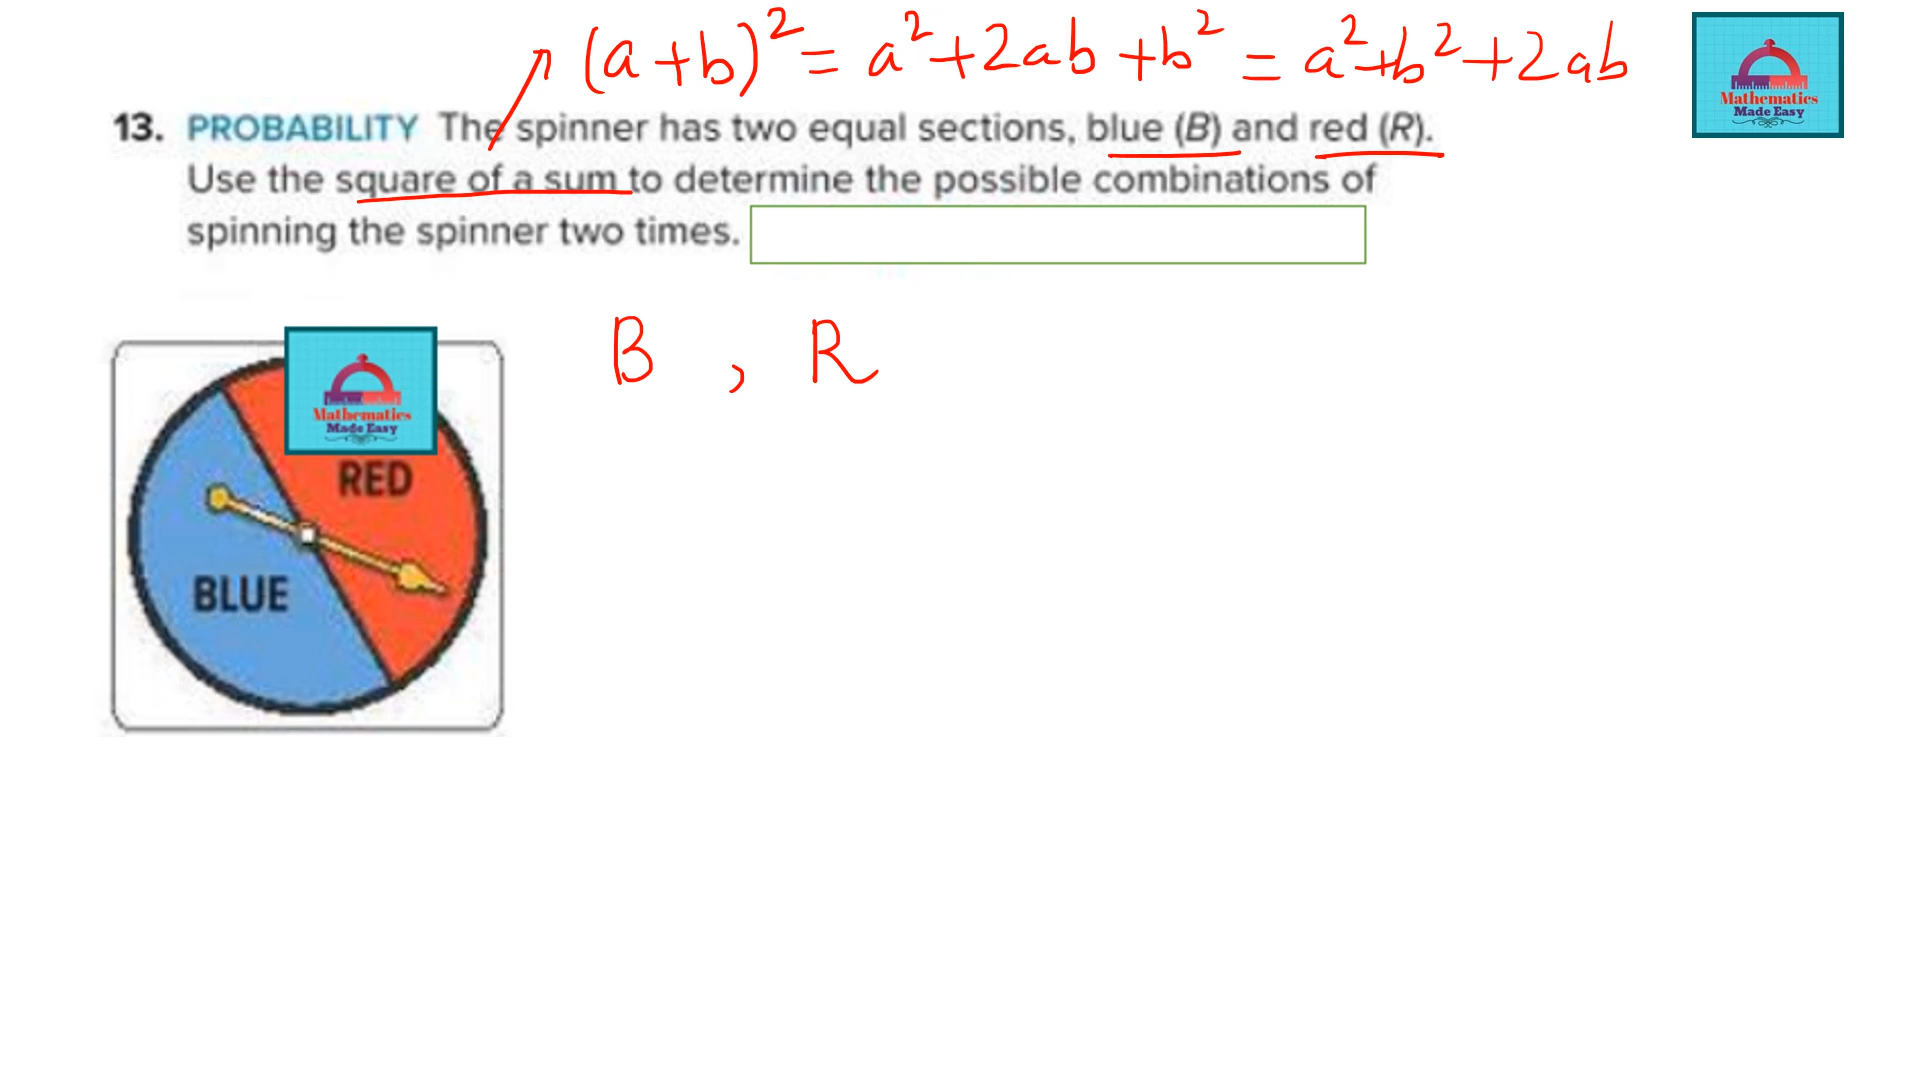 (a+b)² = a²+2ab+b² = a²+b²+2ab
13. PROBABILITY The spinner has two equal sections, blue (B) and red (R).
Use the square of a sum to determine the possible combinations of
spinning the spinner two times.
Mathematics
Made Easy
B , R
Mathematics
Made Easy
RED
BLUE